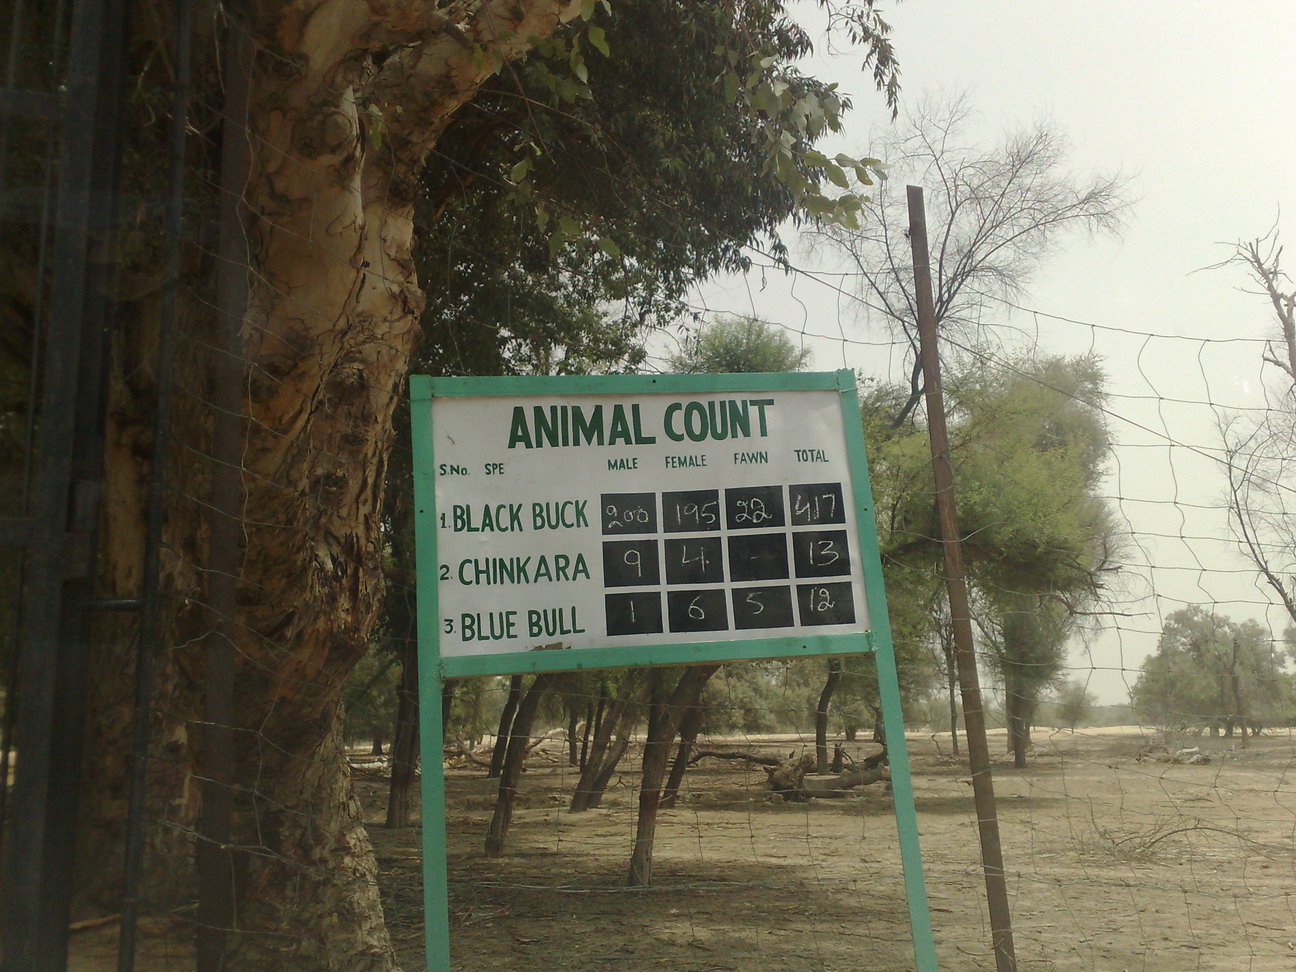 ANIMAL COUNT
S.No. SPE MALE FEMALE FAWN TOTAL
1. BLACK BUCK 200 195 22 417
2. CHINKARA 9 4 - 13
3. BLUE BULL 1 6 5 12